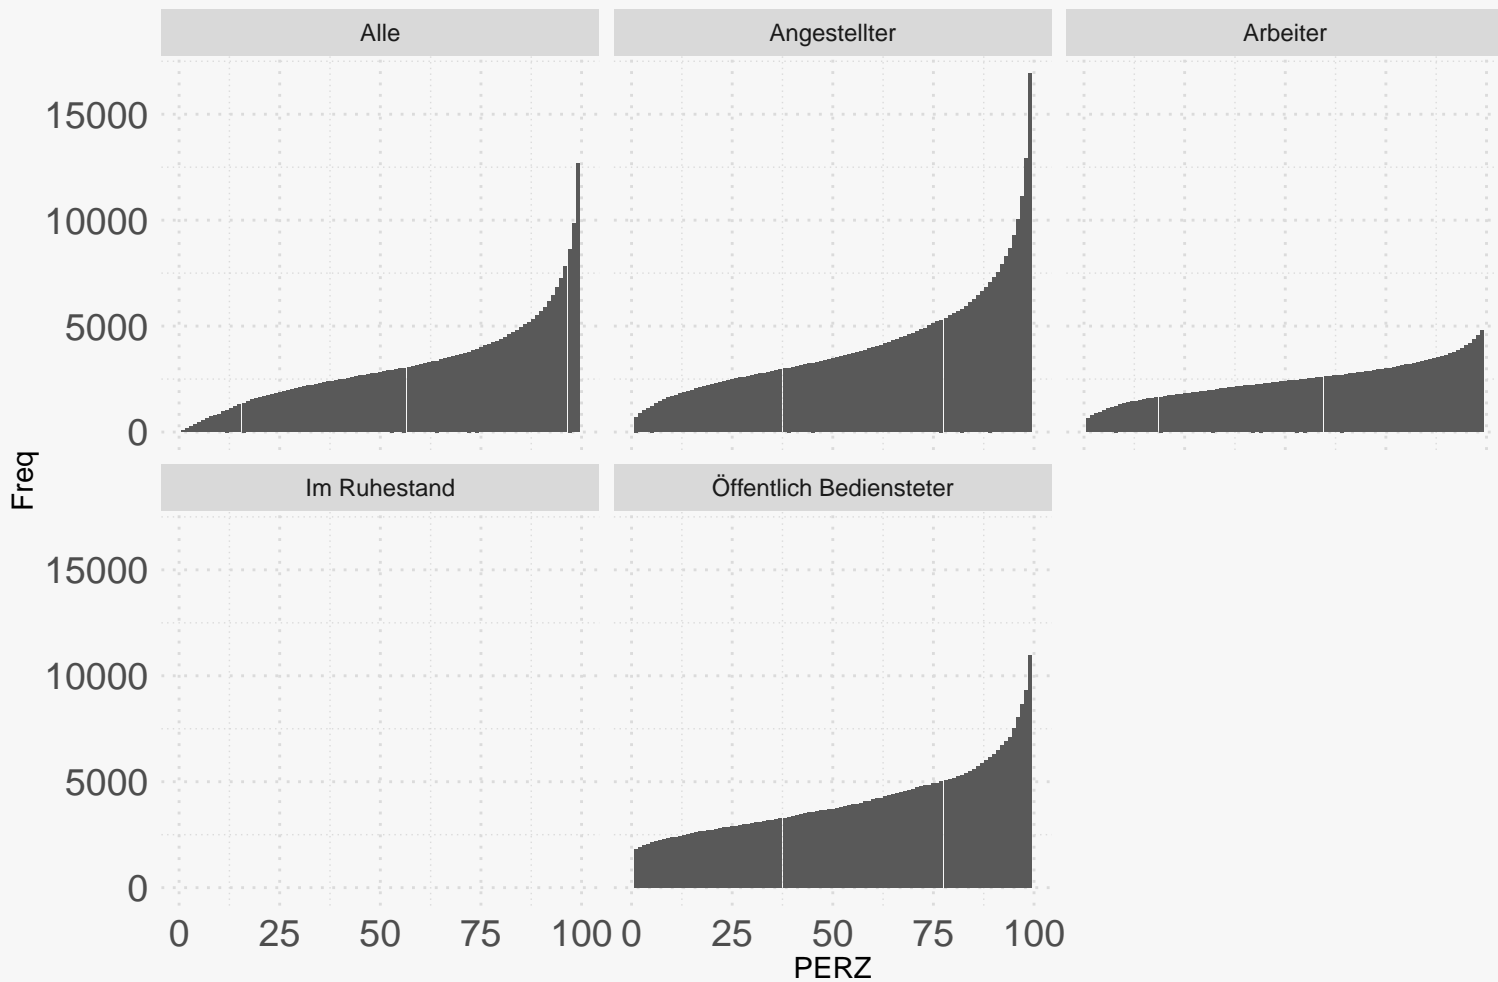 Alle
Angestellter
Arbeiter
15000
10000
5000
0
Freq
Im Ruhestand
Öffentlich Bediensteter
15000
10000
5000
0
0 25 50 75 100
0 25 50 75 100
PERZ